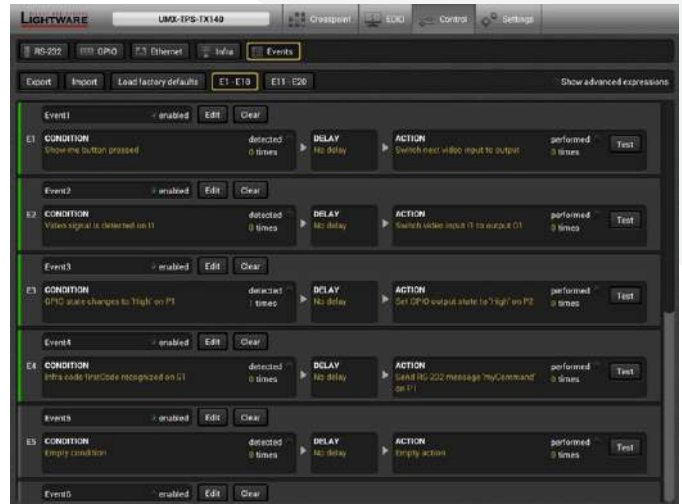 LIGHTWARE UMX-TPS-TX140 Crosspoint EDID Control Settings
RS-232 GPIO Ethernet Infra Events
Export Import Load factory defaults E1-E10 E11-E20 Show advanced expressions
Event1 enabled Edit Clear
E1 CONDITION detected DELAY ACTION performed Test
Show me button pressed 0 times No delay Switch next video input to output 0 times
Event2 enabled Edit Clear
E2 CONDITION detected DELAY ACTION performed Test
Video signal is detected on I1 0 times No delay Switch video input I1 to output O1 0 times
Event3 enabled Edit Clear
E3 CONDITION detected DELAY ACTION performed Test
GPIO state changes to 'High' on P1 1 times No delay Set GPIO output state to 'High' on P2 0 times
Event4 enabled Edit Clear
E4 CONDITION detected DELAY ACTION performed Test
Infra code firstCode recognized on S1 0 times No delay Send RS-232 message 'myCommand' 0 times
on P1
Event5 enabled Edit Clear
E5 CONDITION detected DELAY ACTION performed Test
Empty condition 0 times No delay Empty action 0 times
Event6 enabled Edit Clear